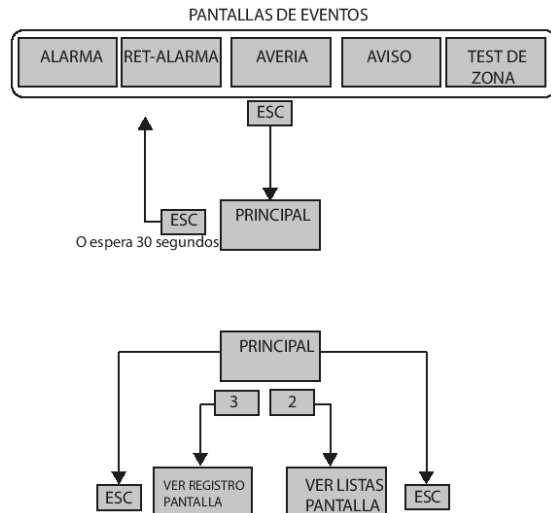 PANTALLAS DE EVENTOS
ALARMA
RET-ALARMA
AVERIA
AVISO
TEST DE
ZONA
ESC
ESC
PRINCIPAL
O espera 30 segundos
PRINCIPAL
3
2
ESC
VER REGISTRO
PANTALLA
VER LISTAS
PANTALLA
ESC